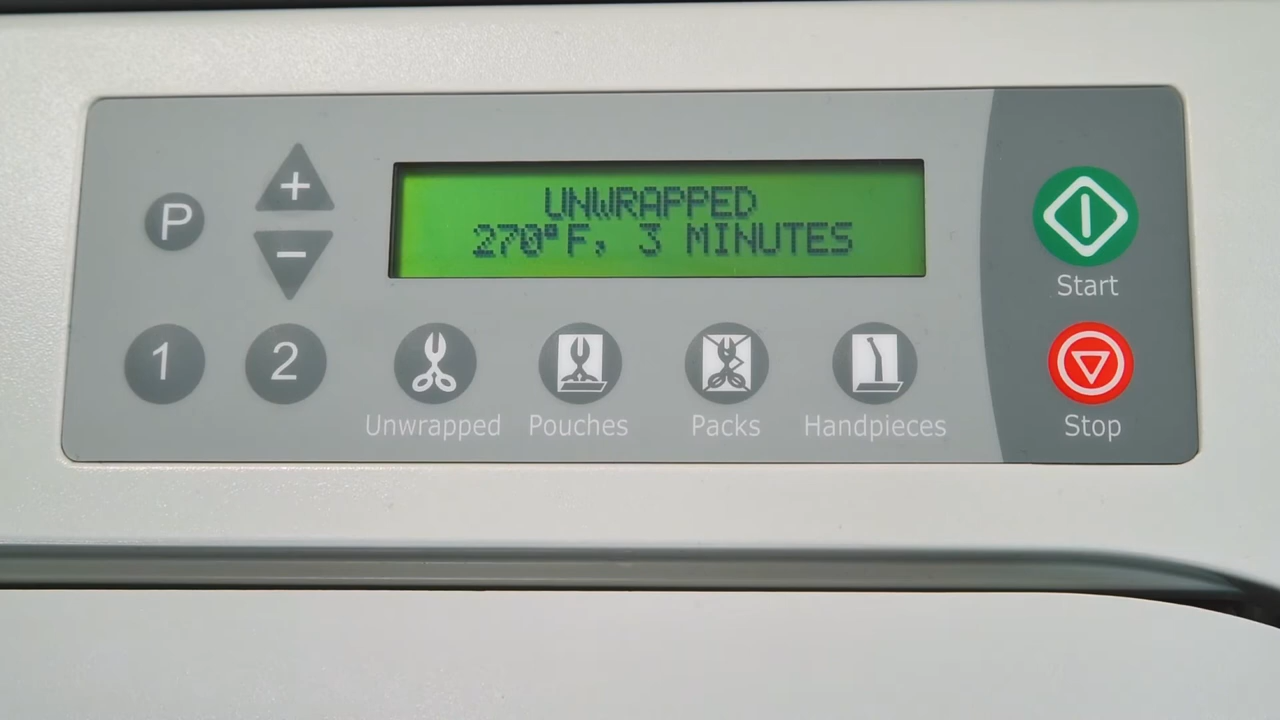 P
+
−
UNWRAPPED
270°F, 3 MINUTES
Start
1
2
Unwrapped
Pouches
Packs
Handpieces
Stop